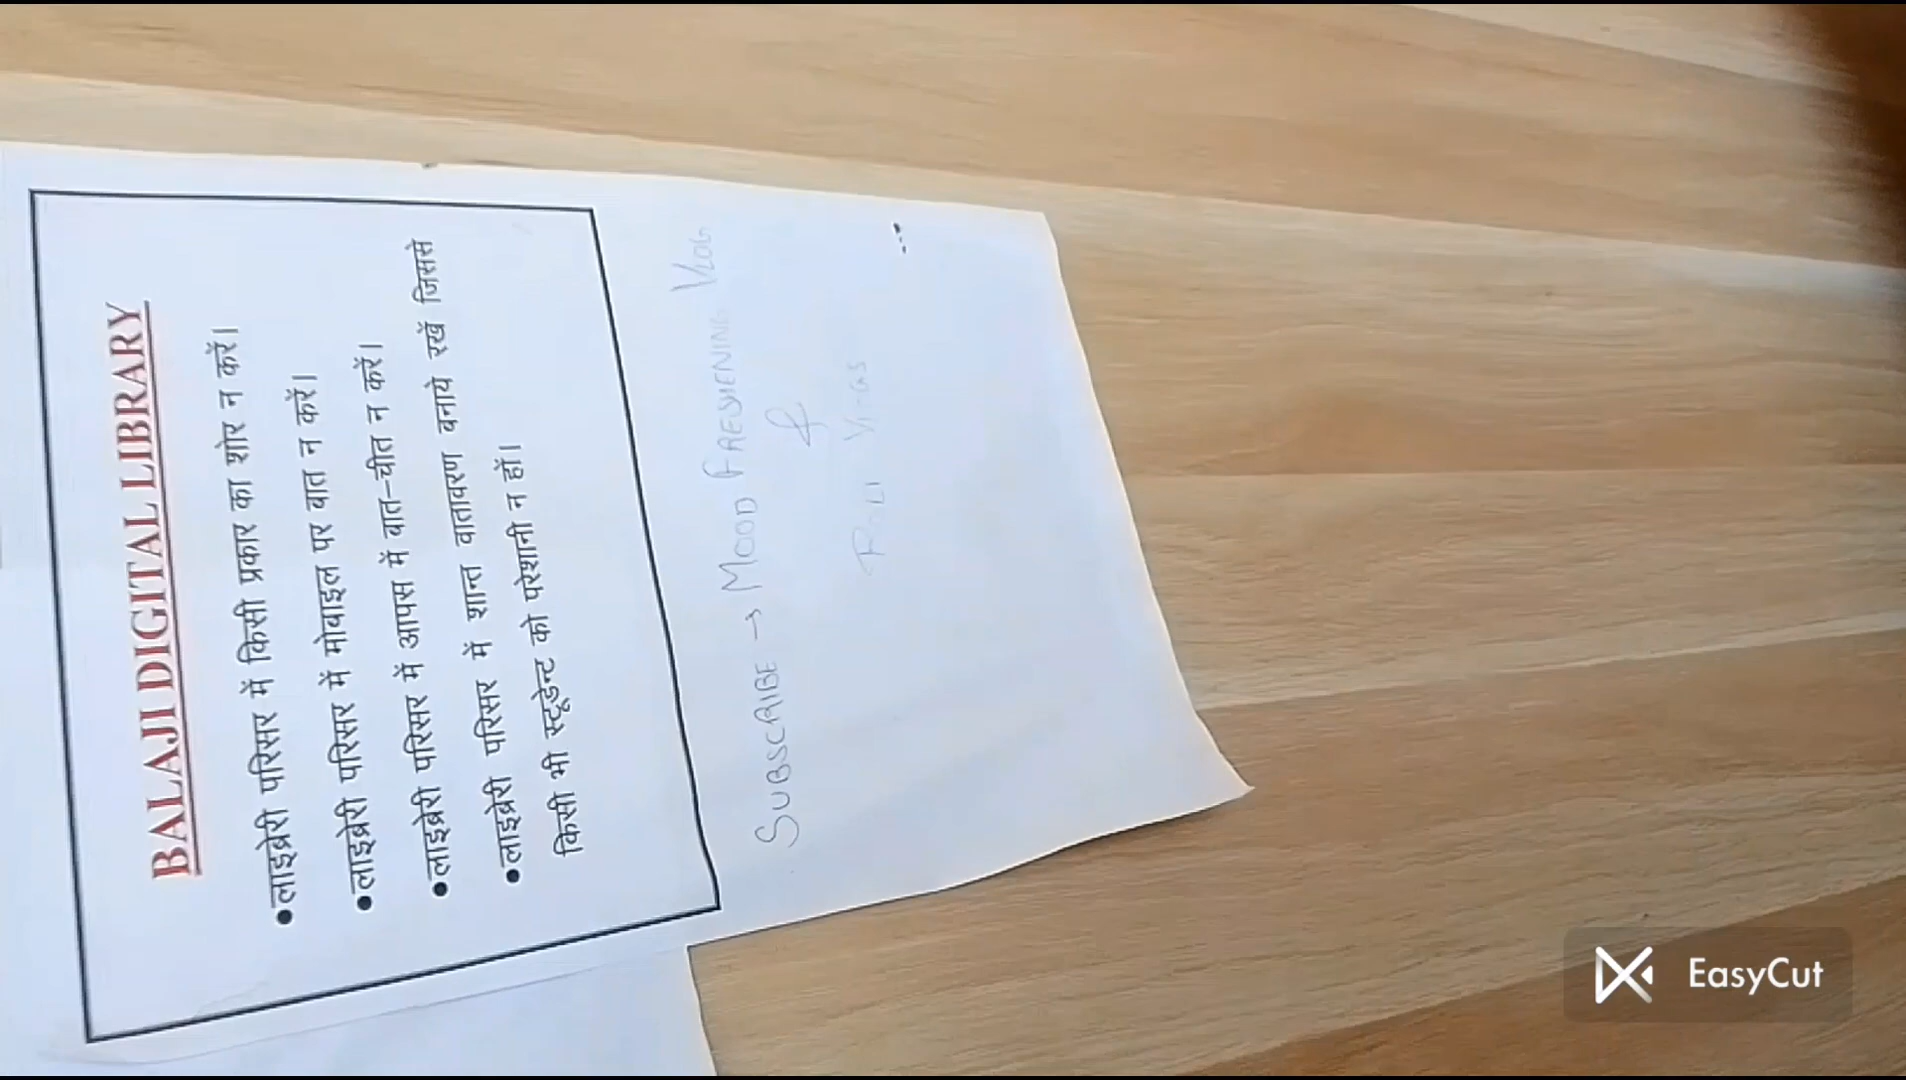 BALAJI DIGITAL LIBRARY
•लाइब्रेरी परिसर में किसी प्रकार का शोर न करें।
•लाइब्रेरी परिसर में मोबाइल पर बात न करें।
•लाइब्रेरी परिसर में आपस में बात-चीत न करें।
•लाइब्रेरी परिसर में शान्त वातावरण बनाये रखें जिससे
किसी भी स्टूडेन्ट को परेशानी न हों।
SUBSCRIBE → MOOD FRESHENING VLOG
&
VLOGS
EasyCut